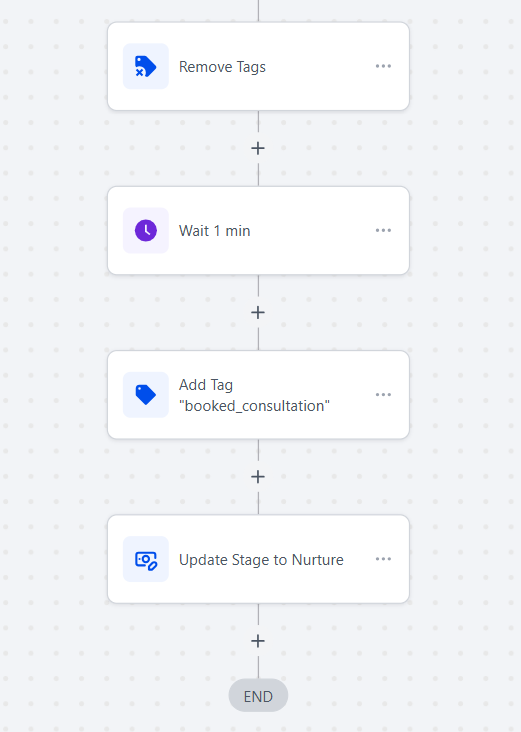 Remove Tags
Wait 1 min
Add Tag
"booked_consultation"
Update Stage to Nurture
END